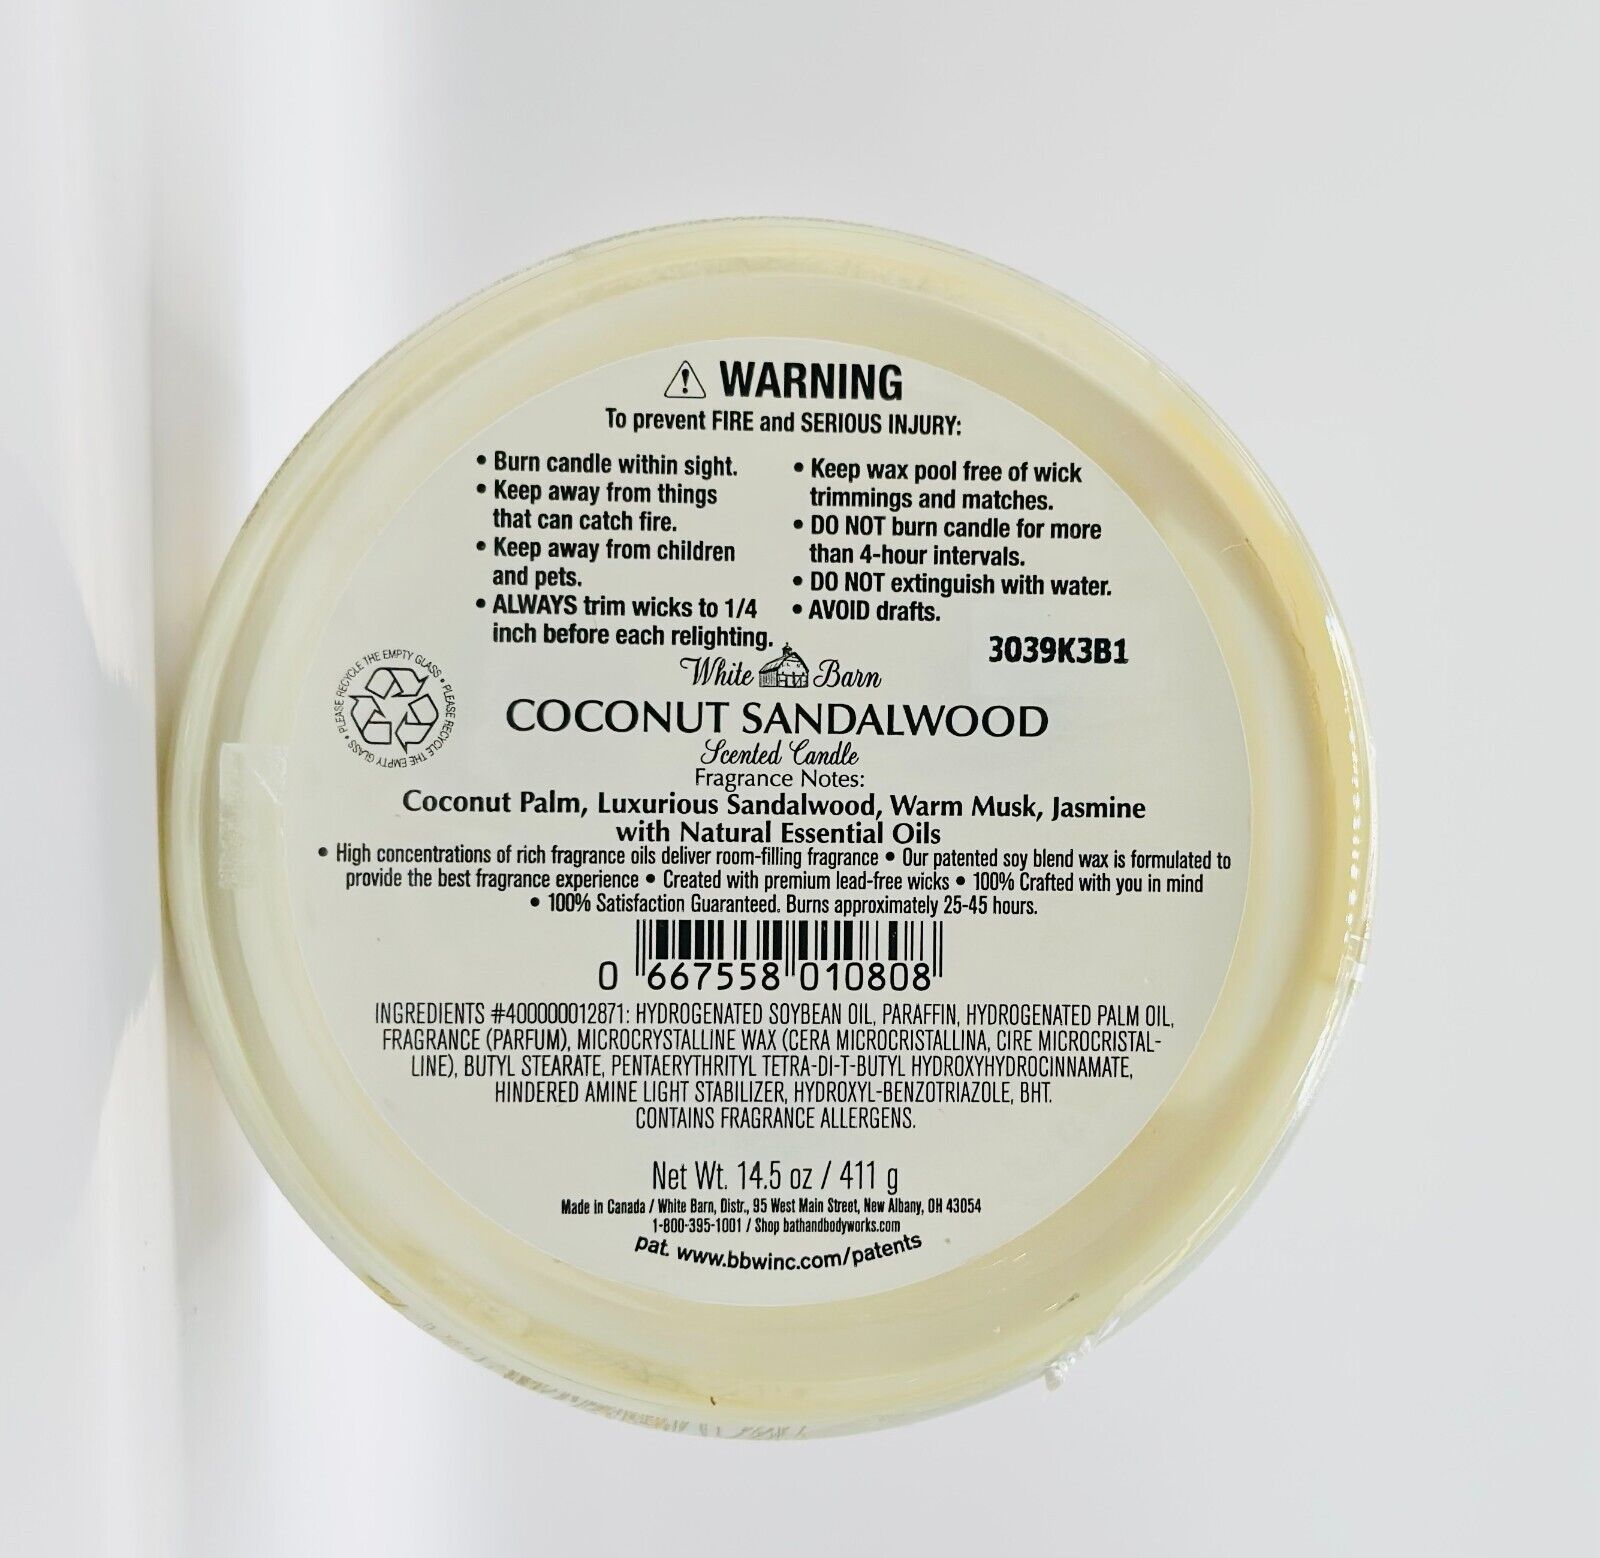 WARNING
To prevent FIRE and SERIOUS INJURY:
• Burn candle within sight.
• Keep away from things
that can catch fire.
• Keep away from children
and pets.
• ALWAYS trim wicks to 1/4
inch before each relighting.
• Keep wax pool free of wick
trimmings and matches.
• DO NOT burn candle for more
than 4-hour intervals.
• DO NOT extinguish with water.
• AVOID drafts.
3039K3B1
PLEASE RECYCLE THE EMPTY GLASS • PLEASE RECYCLE THE EMPTY GLASS •
White Barn
COCONUT SANDALWOOD
Scented Candle
Fragrance Notes:
Coconut Palm, Luxurious Sandalwood, Warm Musk, Jasmine
with Natural Essential Oils
• High concentrations of rich fragrance oils deliver room-filling fragrance • Our patented soy blend wax is formulated to
provide the best fragrance experience • Created with premium lead-free wicks • 100% Crafted with you in mind
• 100% Satisfaction Guaranteed. Burns approximately 25-45 hours.
0 667558 010808
INGREDIENTS #400000012871: HYDROGENATED SOYBEAN OIL, PARAFFIN, HYDROGENATED PALM OIL,
FRAGRANCE (PARFUM), MICROCRYSTALLINE WAX (CERA MICROCRISTALLINA, CIRE MICROCRISTAL-
LINE), BUTYL STEARATE, PENTAERYTHRITYL TETRA-DI-T-BUTYL HYDROXYHYDROCINNAMATE,
HINDERED AMINE LIGHT STABILIZER, HYDROXYL-BENZOTRIAZOLE, BHT.
CONTAINS FRAGRANCE ALLERGENS.
Net Wt. 14.5 oz / 411 g
Made in Canada / White Barn, Distr., 95 West Main Street, New Albany, OH 43054
1-800-395-1001 / Shop bathandbodyworks.com
pat. www.bbwinc.com/patents